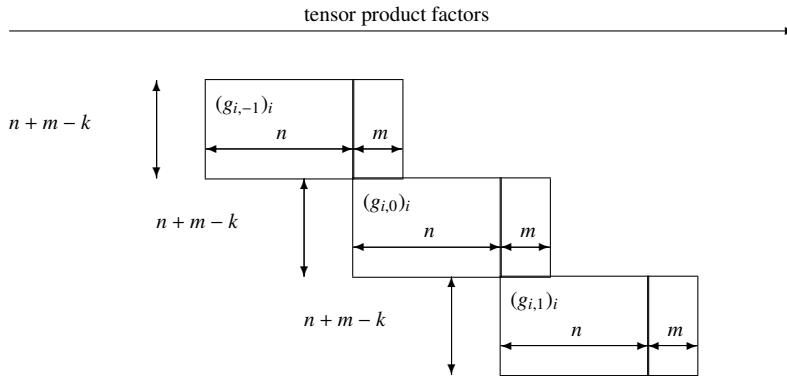 tensor product factors
(g_{i,−1})_i
n + m − k
n
m
(g_{i,0})_i
n + m − k
n
m
(g_{i,1})_i
n + m − k
n
m